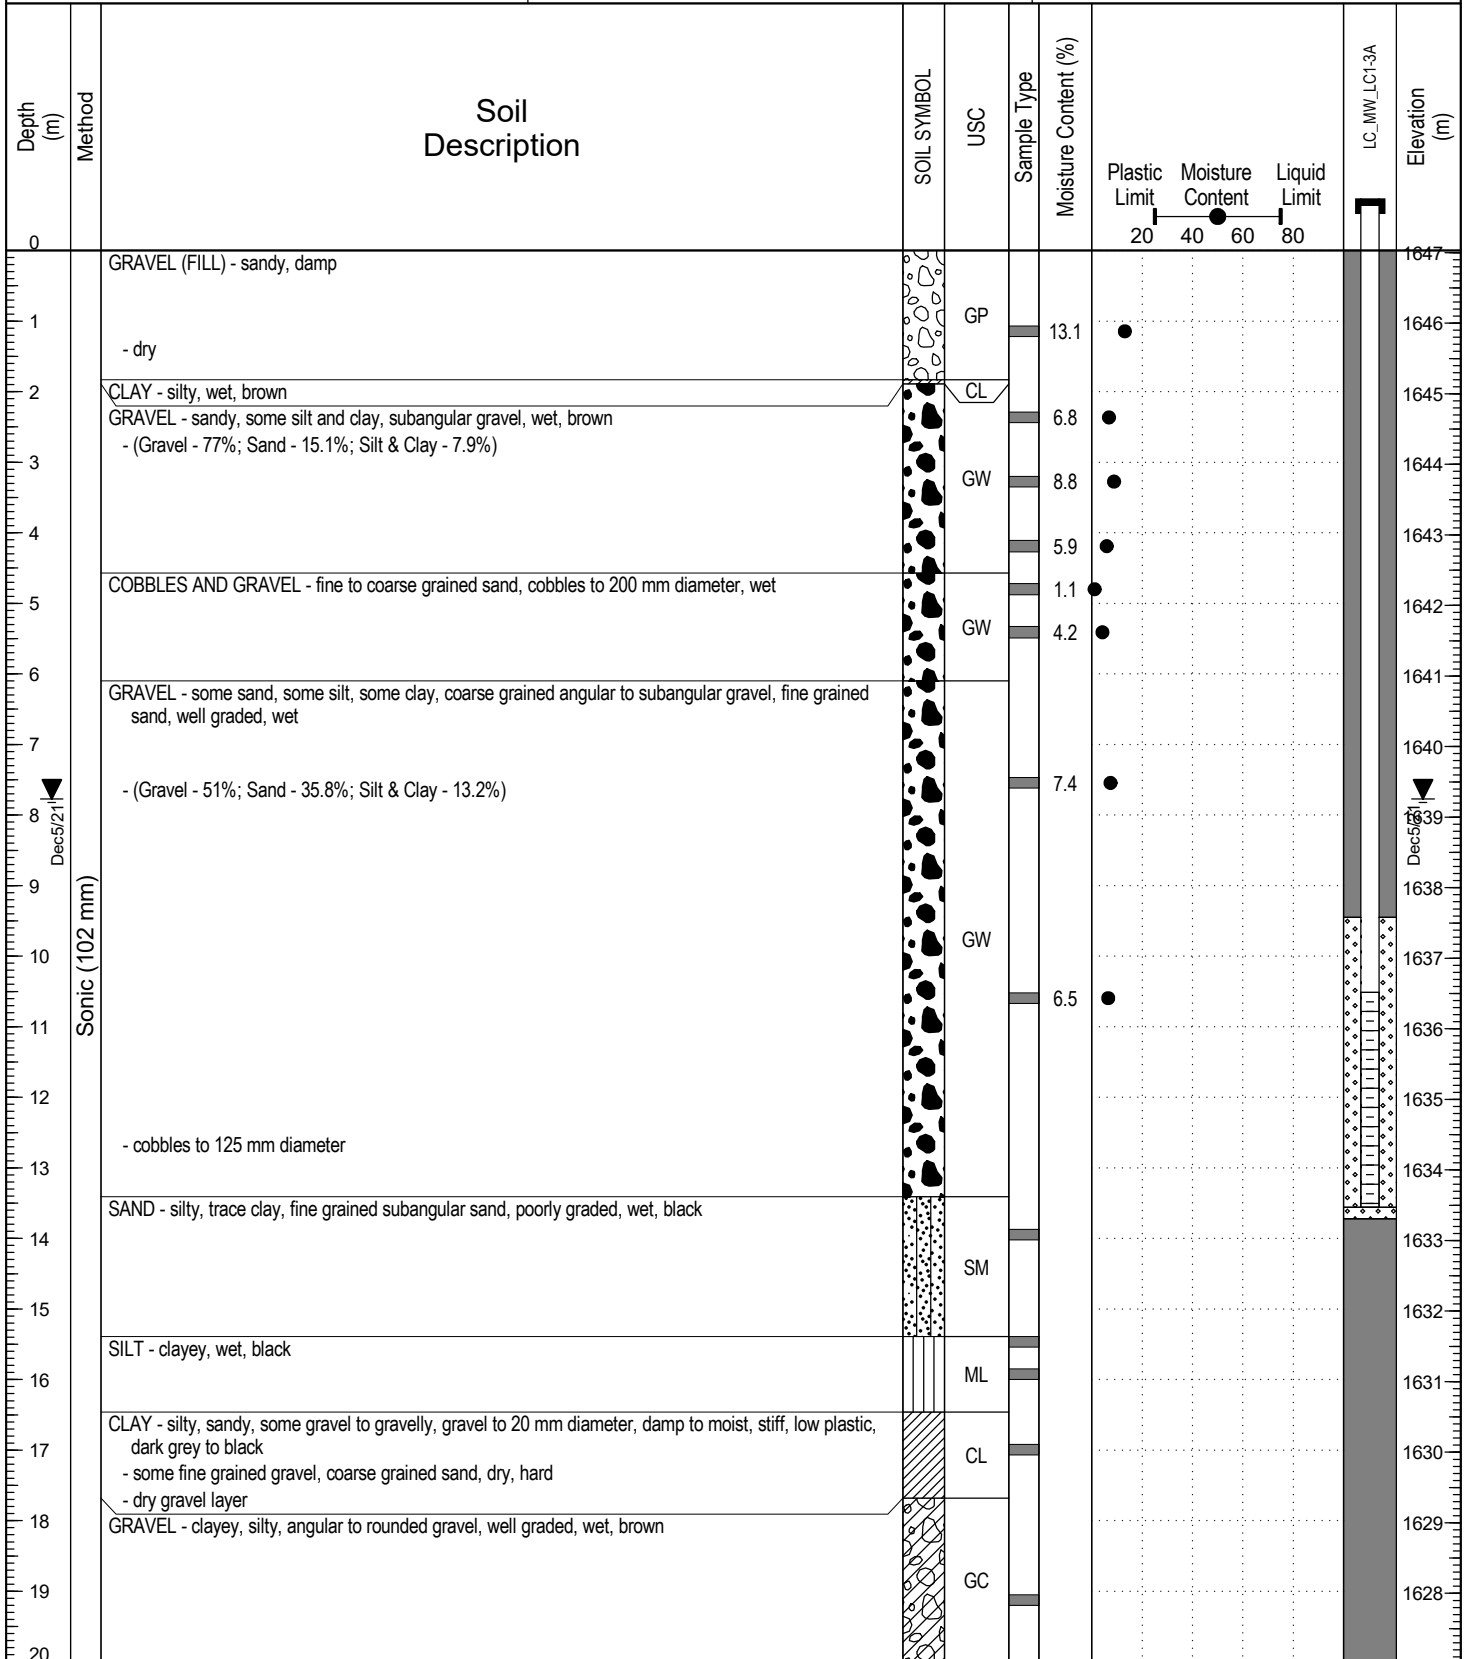 Depth
(m)
Method
Soil
Description
SOIL SYMBOL
USC
Sample Type
Moisture Content (%)
Plastic Limit
Moisture Content
Liquid Limit
20 40 60 80
LC_MW_LC1-3A
Elevation
(m)
0
1647
GRAVEL (FILL) - sandy, damp
GP
1
13.1
1646
- dry
2
CLAY - silty, wet, brown
CL
1645
GRAVEL - sandy, some silt and clay, subangular gravel, wet, brown
6.8
- (Gravel - 77%; Sand - 15.1%; Silt & Clay - 7.9%)
3
1644
GW
8.8
4
1643
5.9
COBBLES AND GRAVEL - fine to coarse grained sand, cobbles to 200 mm diameter, wet
1.1
5
1642
GW
4.2
6
1641
GRAVEL - some sand, some silt, some clay, coarse grained angular to subangular gravel, fine grained
sand, well graded, wet
7
1640
- (Gravel - 51%; Sand - 35.8%; Silt & Clay - 13.2%)
7.4
8
Dec5/21
1639
Dec5/21
9
1638
Sonic (102 mm)
GW
10
1637
6.5
11
1636
12
1635
- cobbles to 125 mm diameter
13
1634
SAND - silty, trace clay, fine grained subangular sand, poorly graded, wet, black
14
1633
SM
15
1632
SILT - clayey, wet, black
ML
16
1631
CLAY - silty, sandy, some gravel to gravelly, gravel to 20 mm diameter, damp to moist, stiff, low plastic,
dark grey to black
17
CL
1630
- some fine grained gravel, coarse grained sand, dry, hard
- dry gravel layer
18
1629
GRAVEL - clayey, silty, angular to rounded gravel, well graded, wet, brown
GC
19
1628
20